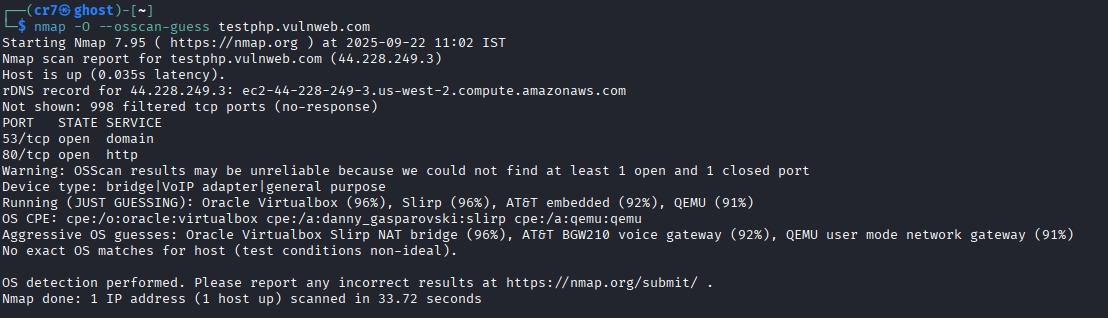 ┌──(cr7㉿ghost)-[~]
└─$ nmap -O --osscan-guess testphp.vulnweb.com
Starting Nmap 7.95 ( https://nmap.org ) at 2025-09-22 11:02 IST
Nmap scan report for testphp.vulnweb.com (44.228.249.3)
Host is up (0.035s latency).
rDNS record for 44.228.249.3: ec2-44-228-249-3.us-west-2.compute.amazonaws.com
Not shown: 998 filtered tcp ports (no-response)
PORT   STATE SERVICE
53/tcp open  domain
80/tcp open  http
Warning: OSScan results may be unreliable because we could not find at least 1 open and 1 closed port
Device type: bridge|VoIP adapter|general purpose
Running (JUST GUESSING): Oracle Virtualbox (96%), Slirp (96%), AT&T embedded (92%), QEMU (91%)
OS CPE: cpe:/o:oracle:virtualbox cpe:/a:danny_gasparovski:slirp cpe:/a:qemu:qemu
Aggressive OS guesses: Oracle Virtualbox Slirp NAT bridge (96%), AT&T BGW210 voice gateway (92%), QEMU user mode network gateway (91%)
No exact OS matches for host (test conditions non-ideal).

OS detection performed. Please report any incorrect results at https://nmap.org/submit/ .
Nmap done: 1 IP address (1 host up) scanned in 33.72 seconds